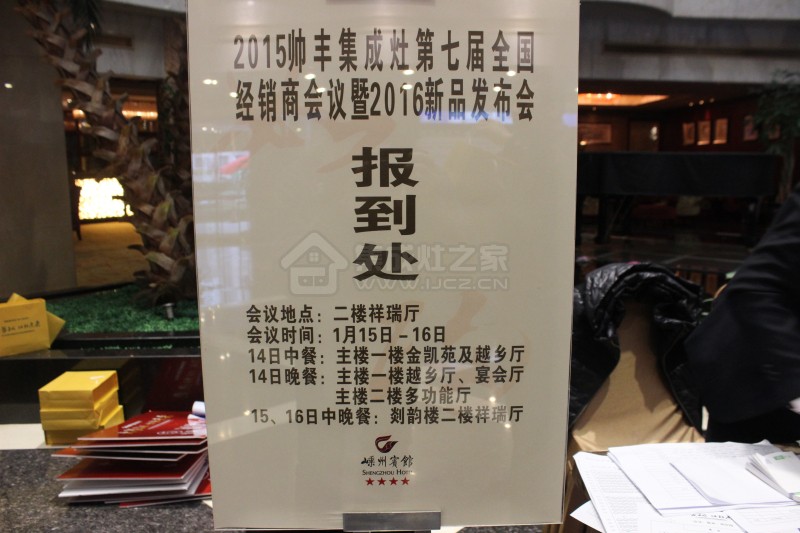 2015帅丰集成灶第七届全国
经销商会议暨2016新品发布会
报
到
处
会议地点：二楼祥瑞厅
会议时间：1月15日－16日
14日中餐：主楼一楼金凯苑及越乡厅
14日晚餐：主楼一楼越乡厅、宴会厅
主楼二楼多功能厅
15、16日中晚餐：剡韵楼二楼祥瑞厅
嵊州賓館
SHENGZHOU HOTEL
灶之家
WWW.IJCZ.CN